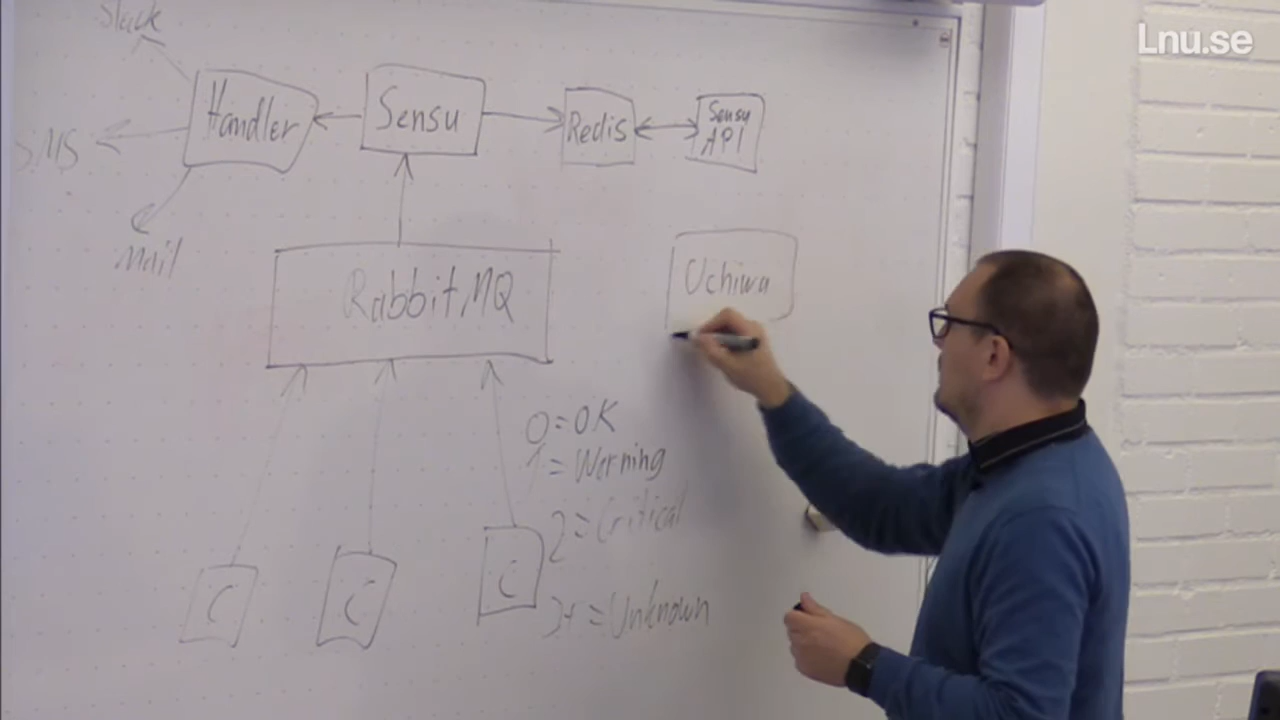 Lnu.se
Slack
Handler
Sensu
Redis
Sensu
API
SMS
Mail
RabbitMQ
Uchiwa
0 = OK
1 = Warning
2 = Critical
3+ = Unknown
C
C
C